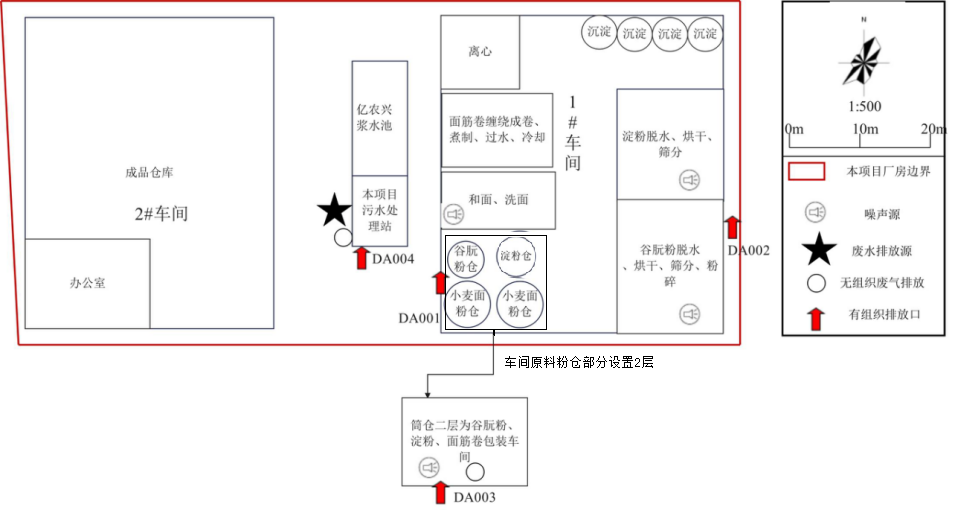 成品仓库
2#车间
办公室
亿农兴
浆水池
本项目
污水处
理站
DA004
离心
沉淀
沉淀
沉淀
沉淀
面筋卷缠绕成卷、
煮制、过水、冷却
和面、洗面
1#车间
淀粉脱水、烘干、
筛分
谷朊粉脱水
、烘干、筛分、粉
碎
DA002
谷朊
粉仓
淀粉仓
小麦面
粉仓
小麦面
粉仓
DA001
车间原料粉仓部分设置2层
筒仓二层为谷朊粉、
淀粉、面筋卷包装车
间
DA003
N
1:500
0m
10m
20m
本项目厂房边界
噪声源
废水排放源
无组织废气排放
有组织排放口